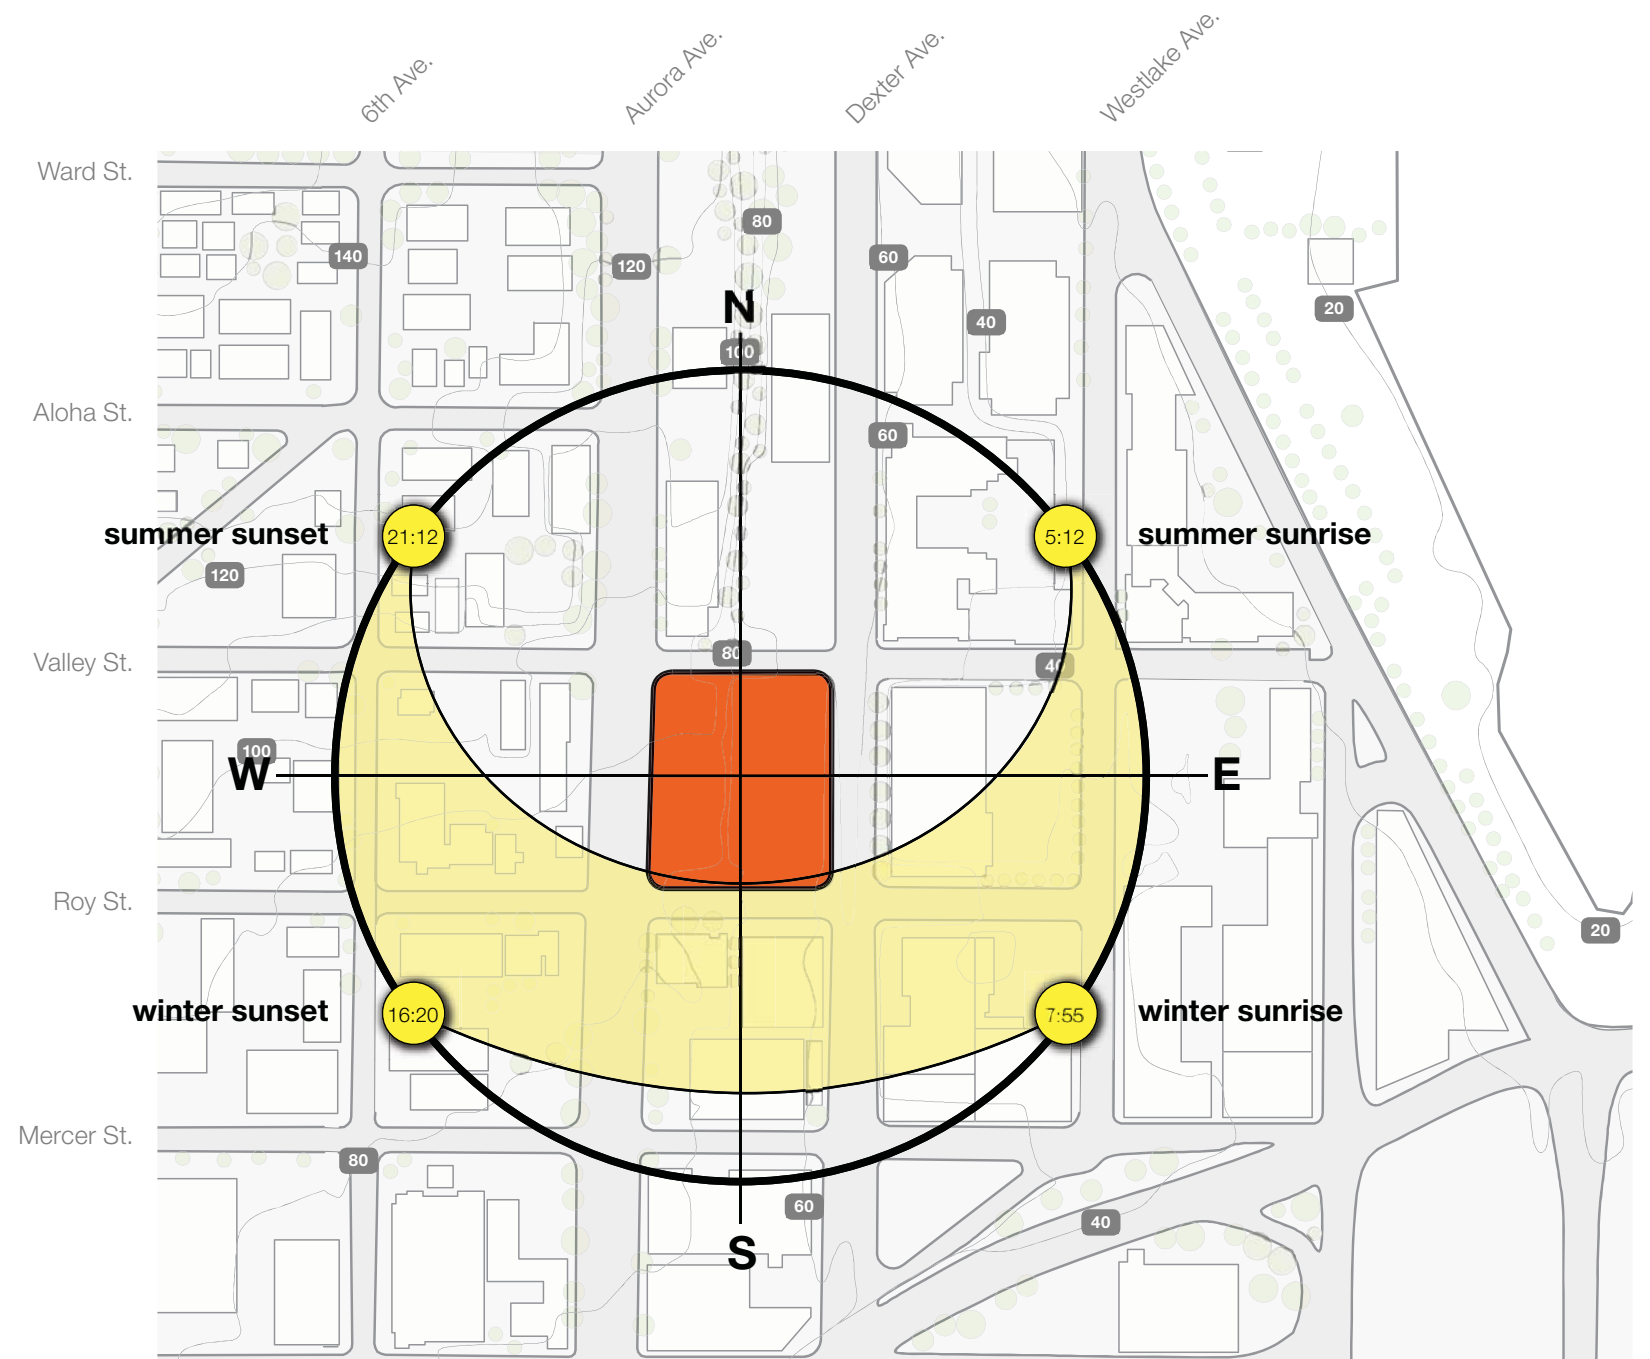 6th Ave.
Aurora Ave.
Dexter Ave.
Westlake Ave.
Ward St.
80
140
60
120
N
20
40
100
Aloha St.
60
summer sunset
21:12
5:12
summer sunrise
120
Valley St.
80
40
100
W
E
Roy St.
20
winter sunset
16:20
7:55
winter sunrise
Mercer St.
80
60
40
S